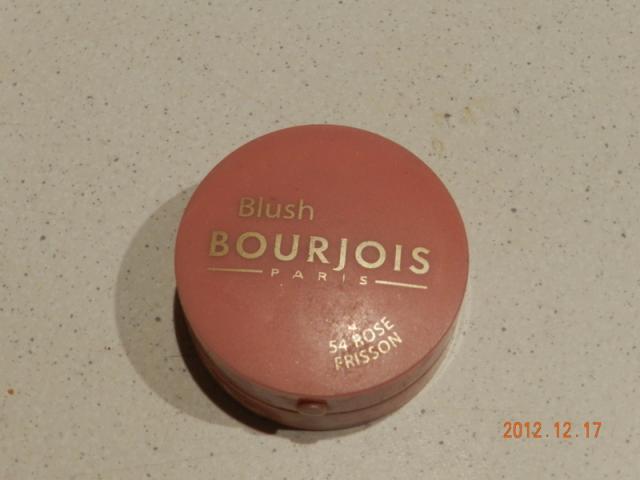 Blush
BOURJOIS
PARIS
54 ROSE
FRISSON
2012.12.17